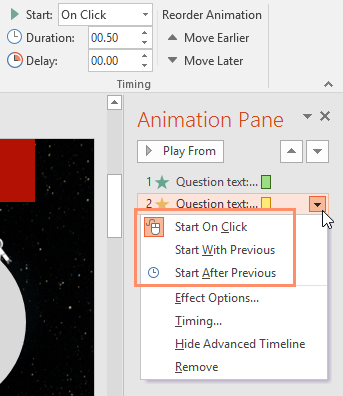 Start: On Click
Reorder Animation
Duration: 00.50
Move Earlier
Delay: 00.00
Move Later
Timing
Animation Pane
Play From
1 Question text:...
2 Question text:...
Start On Click
Start With Previous
Start After Previous
Effect Options...
Timing...
Hide Advanced Timeline
Remove